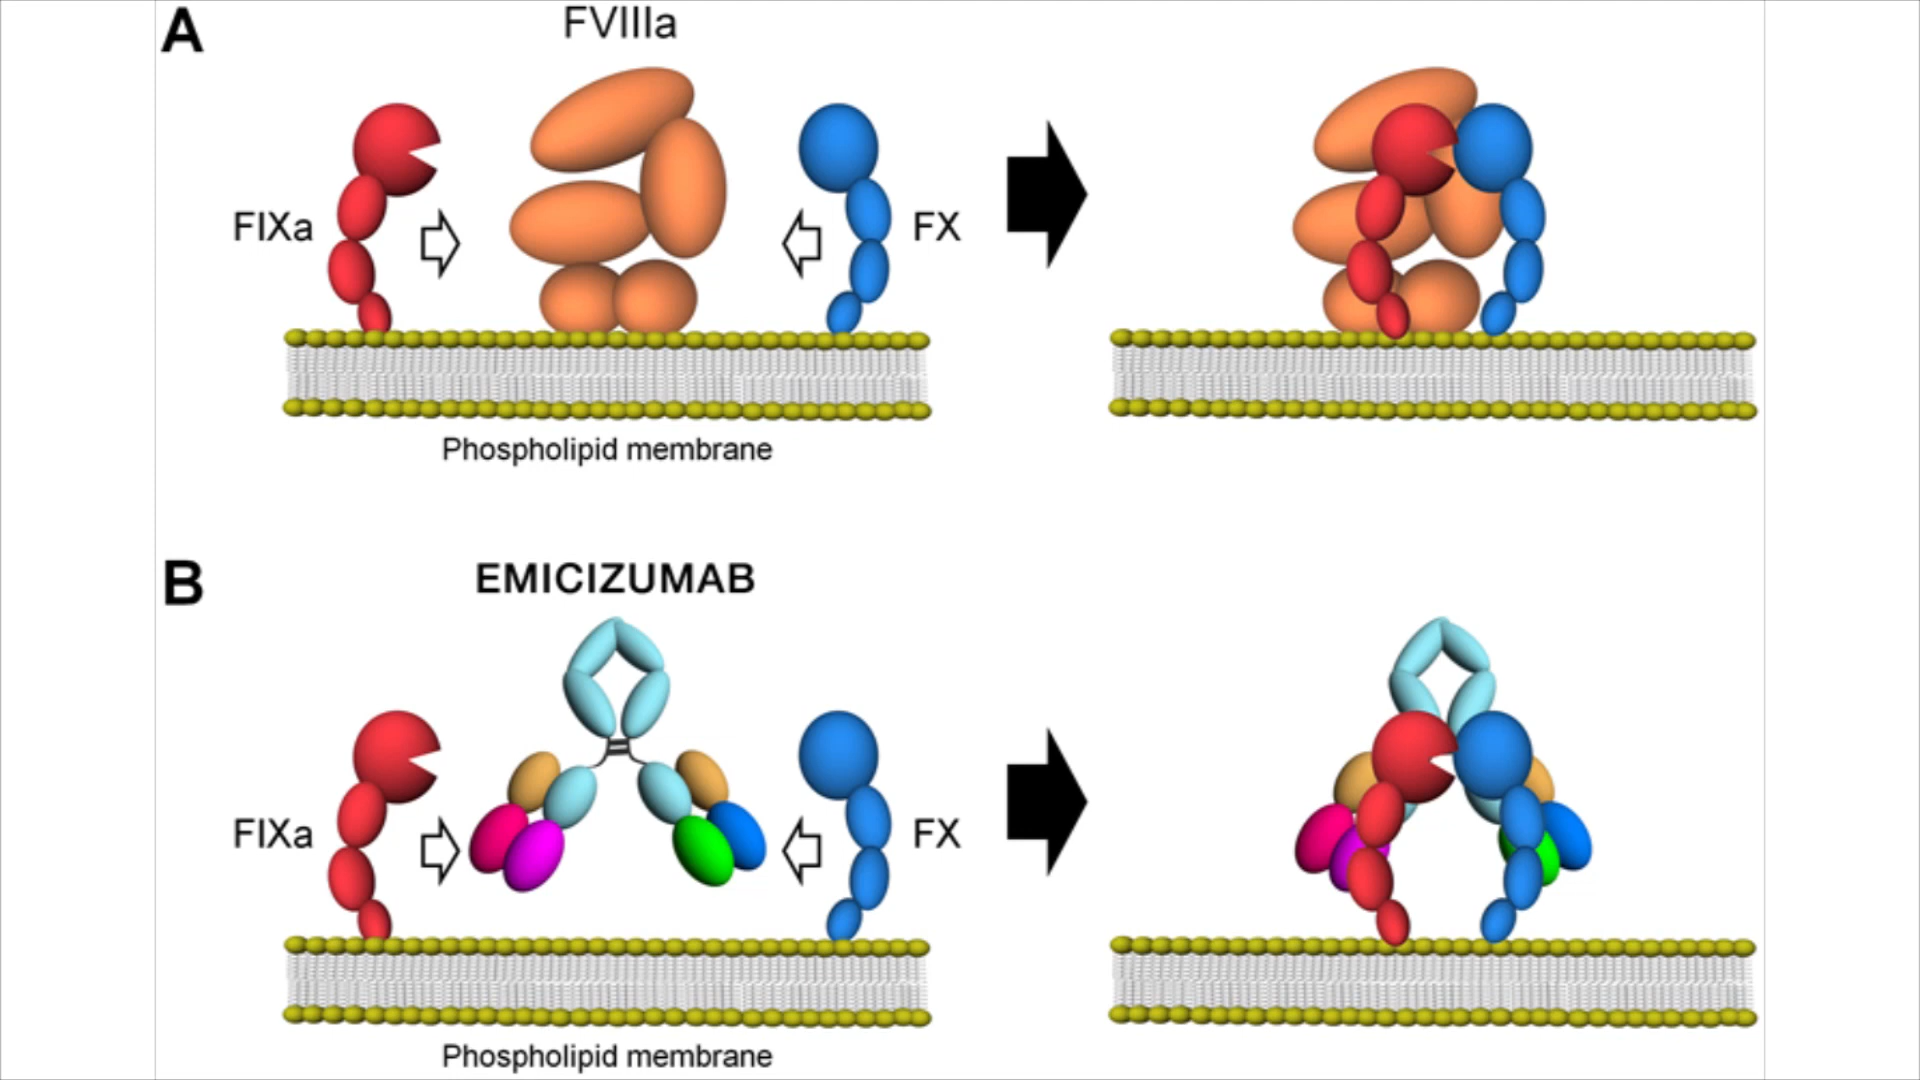 A
FVIIIa
FIXa
FX
Phospholipid membrane
B
EMICIZUMAB
FIXa
FX
Phospholipid membrane